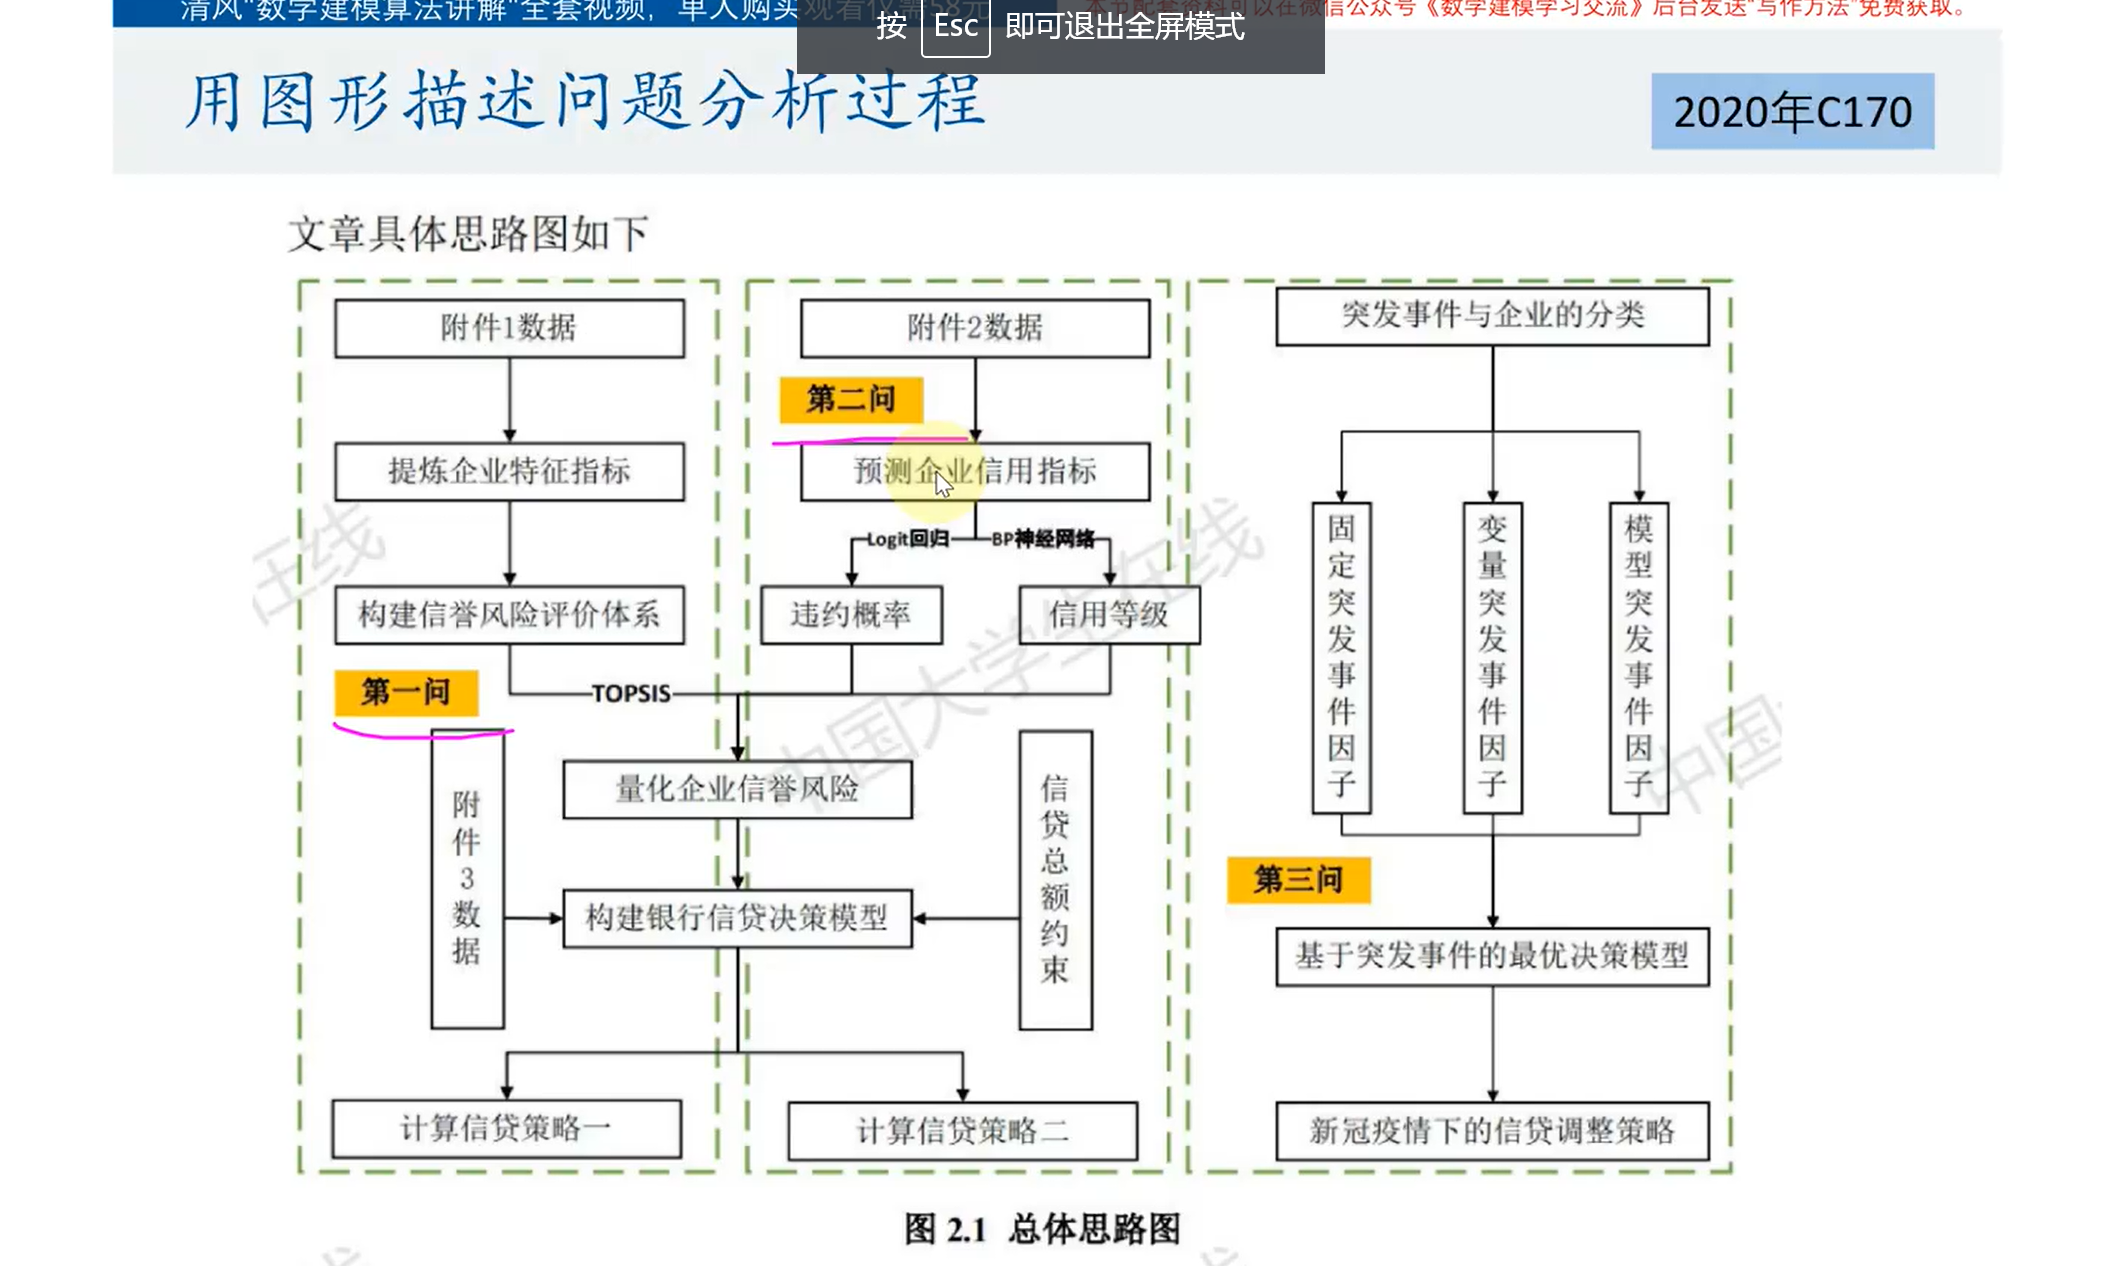 清风"数学建模算法讲解"全套视频，单人购买观看仅需58元
本节配套资料可以在微信公众号《数学建模学习交流》后台发送"写作方法"免费获取。
按 Esc 即可退出全屏模式
用图形描述问题分析过程
2020年C170
文章具体思路图如下
附件1数据
提炼企业特征指标
构建信誉风险评价体系
第一问
TOPSIS
附件3数据
附件2数据
第二问
预测企业信用指标
Logit回归
BP神经网络
违约概率
信用等级
量化企业信誉风险
信贷总额约束
构建银行信贷决策模型
计算信贷策略一
计算信贷策略二
突发事件与企业的分类
固定突发事件因子
变量突发事件因子
模型突发事件因子
第三问
基于突发事件的最优决策模型
新冠疫情下的信贷调整策略
图 2.1 总体思路图
中国大学生在线
在线
中国